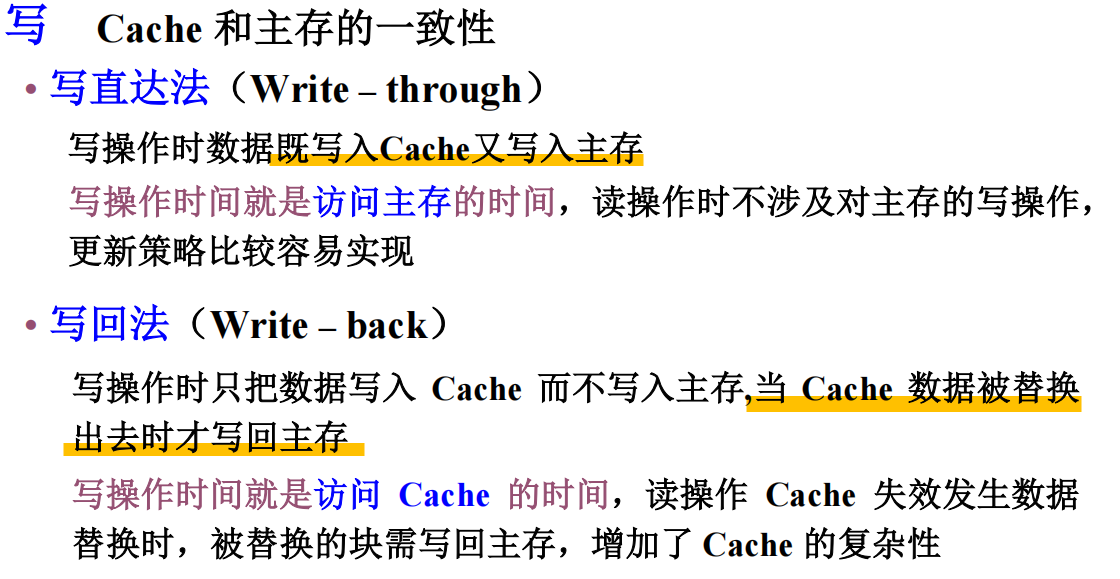 写 Cache 和主存的一致性
• 写直达法（Write – through）
写操作时数据既写入Cache又写入主存
写操作时间就是访问主存的时间，读操作时不涉及对主存的写操作，
更新策略比较容易实现
• 写回法（Write – back）
写操作时只把数据写入 Cache 而不写入主存,当 Cache 数据被替换
出去时才写回主存
写操作时间就是访问 Cache 的时间，读操作 Cache 失效发生数据
替换时，被替换的块需写回主存，增加了 Cache 的复杂性